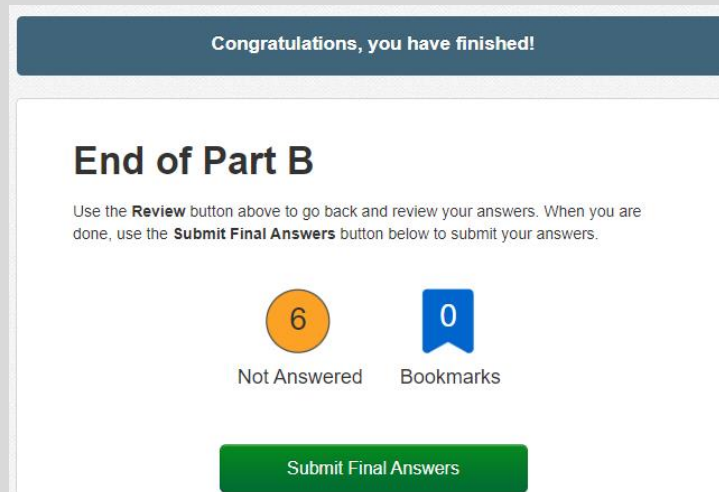 Congratulations, you have finished!
End of Part B
Use the Review button above to go back and review your answers. When you are
done, use the Submit Final Answers button below to submit your answers.
6 0
Not Answered Bookmarks
Submit Final Answers